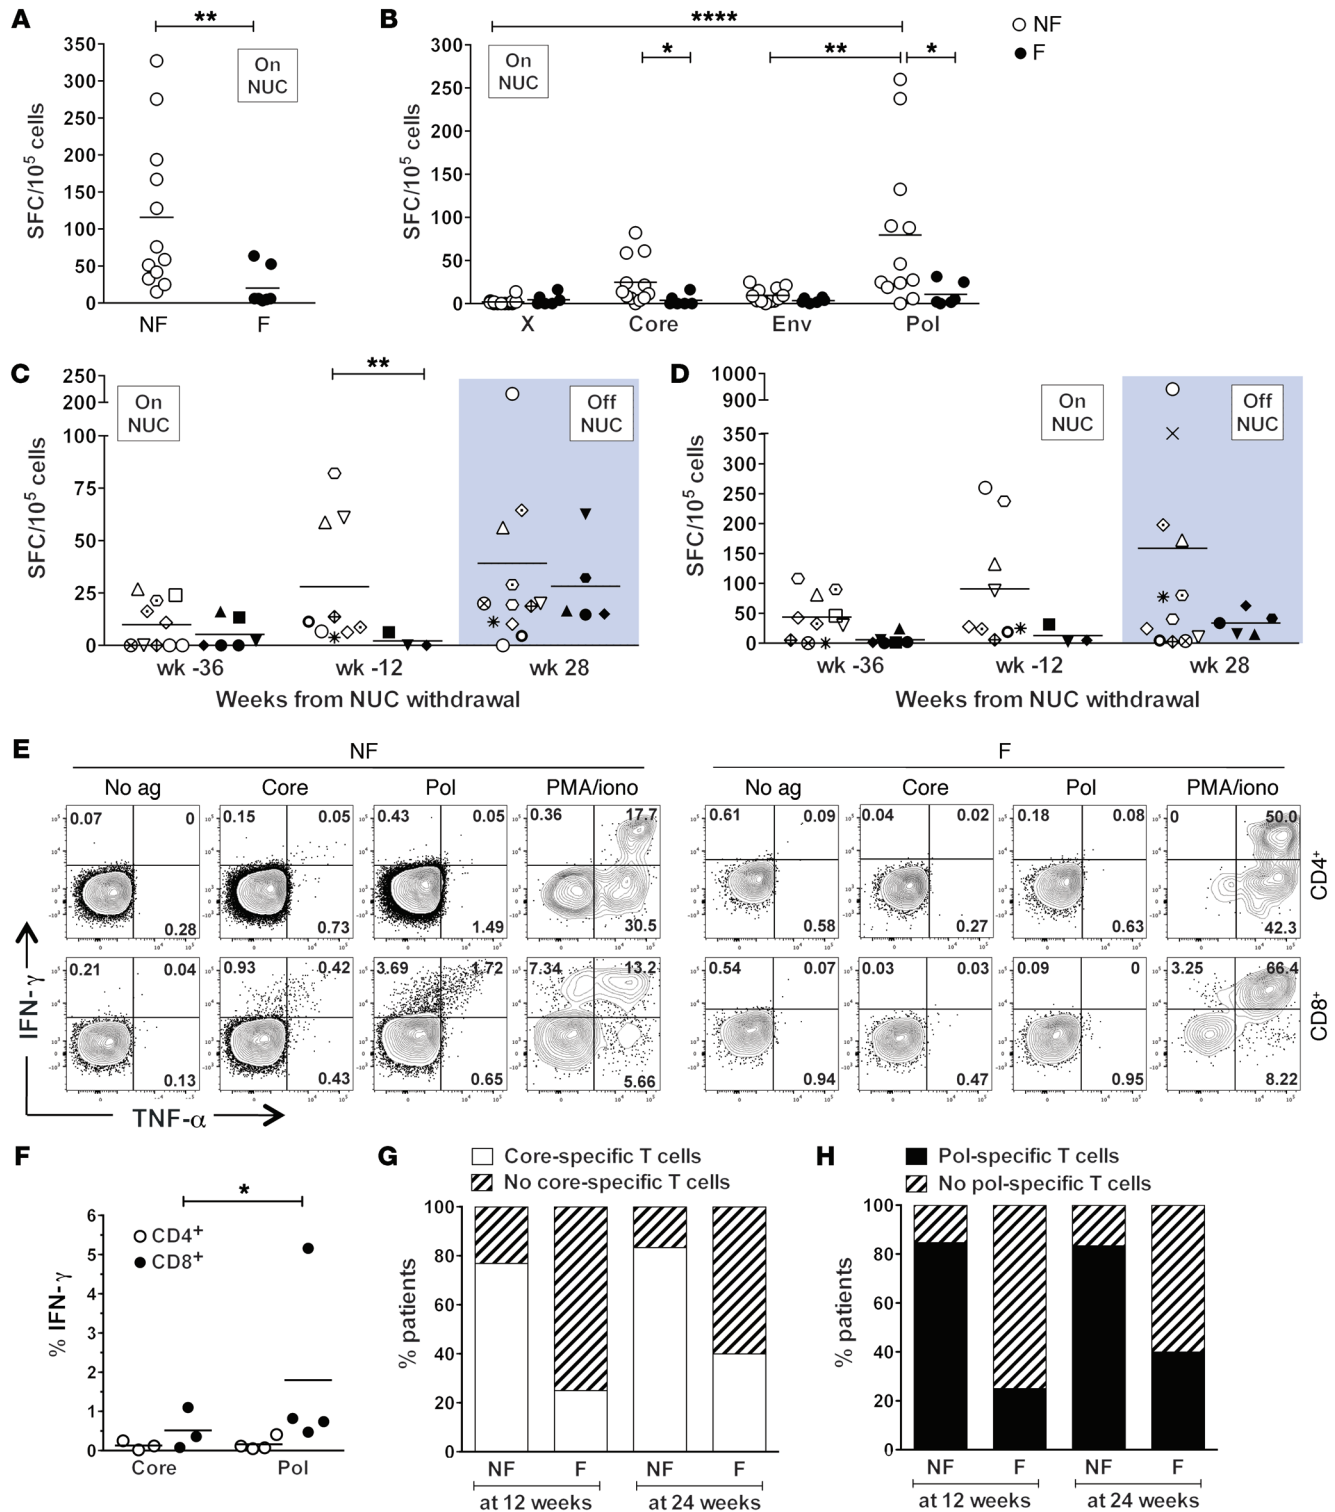 A
**
350
300
250
200
150
100
50
0
SFC/10⁵ cells
On
NUC
NF
F
B
****
*
**
*
NF
F
300
250
200
150
100
50
0
SFC/10⁵ cells
On
NUC
X
Core
Env
Pol
C
**
250
200
100
75
50
25
0
SFC/10⁵ cells
On
NUC
Off
NUC
wk -36
wk -12
wk 28
Weeks from NUC withdrawal
D
1000
900
350
300
250
200
150
100
50
0
SFC/10⁵ cells
On
NUC
Off
NUC
wk -36
wk -12
wk 28
Weeks from NUC withdrawal
E
NF
F
No ag
Core
Pol
PMA/iono
No ag
Core
Pol
PMA/iono
0.07
0
0.15
0.05
0.43
0.05
0.36
17.7
0.61
0.09
0.04
0.02
0.18
0.08
0
50.0
0.28
0.73
1.49
30.5
0.58
0.27
0.63
42.3
CD4⁺
0.21
0.04
0.93
0.42
3.69
1.72
7.34
13.2
0.54
0.07
0.03
0.03
0.09
0
3.25
66.4
0.13
0.43
0.65
5.66
0.94
0.47
0.95
8.22
CD8⁺
IFN-γ
TNF-α
F
*
6
5
4
3
2
1
0
% IFN-γ
CD4⁺
CD8⁺
Core
Pol
G
Core-specific T cells
No core-specific T cells
100
80
60
40
20
0
% patients
NF
F
NF
F
at 12 weeks
at 24 weeks
H
Pol-specific T cells
No pol-specific T cells
100
80
60
40
20
0
% patients
NF
F
NF
F
at 12 weeks
at 24 weeks